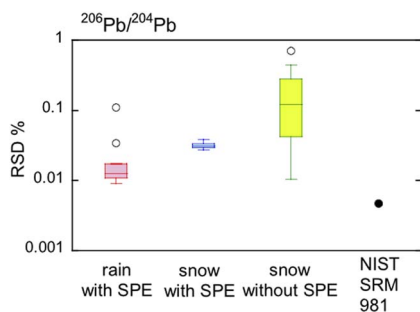 ²⁰⁶Pb/²⁰⁴Pb
RSD %
1
0.1
0.01
0.001
rain
with SPE
snow
with SPE
snow
without SPE
NIST
SRM
981